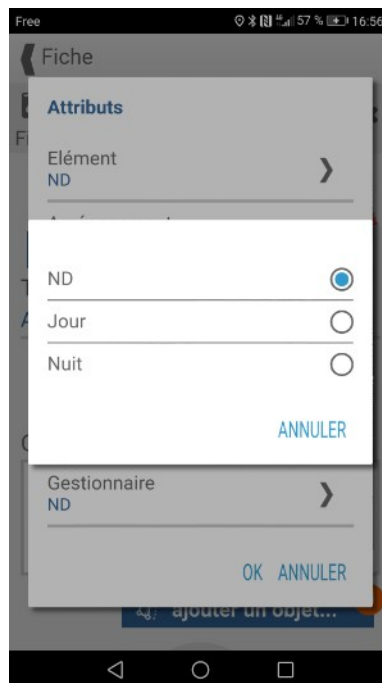 Free 57 % 16:56
Fiche
Attributs
Elément
ND
ND
Jour
Nuit
ANNULER
Gestionnaire
ND
OK ANNULER
ajouter un objet...